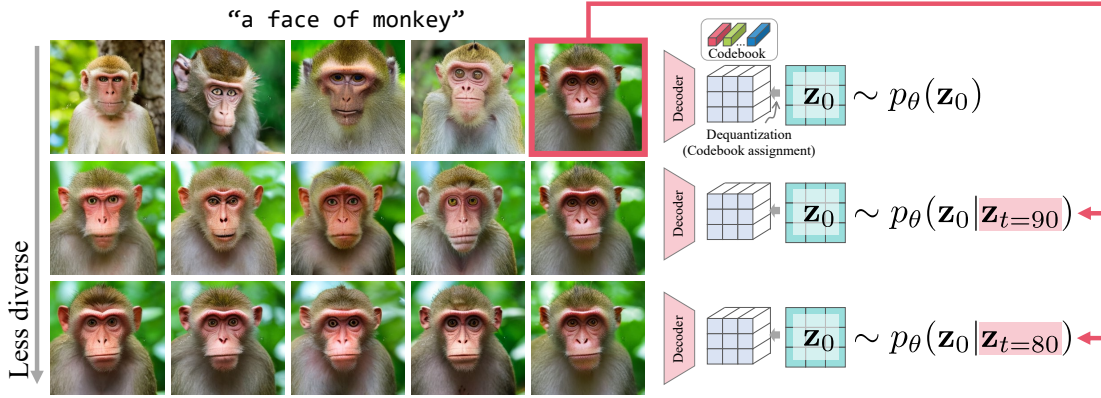 “a face of monkey”
Less diverse
Codebook
...
Decoder
z₀ ∼ pθ(z₀)
Dequantization
(Codebook assignment)
Decoder
z₀ ∼ pθ(z₀|zₜ₌₉₀)
Decoder
z₀ ∼ pθ(z₀|zₜ₌₈₀)